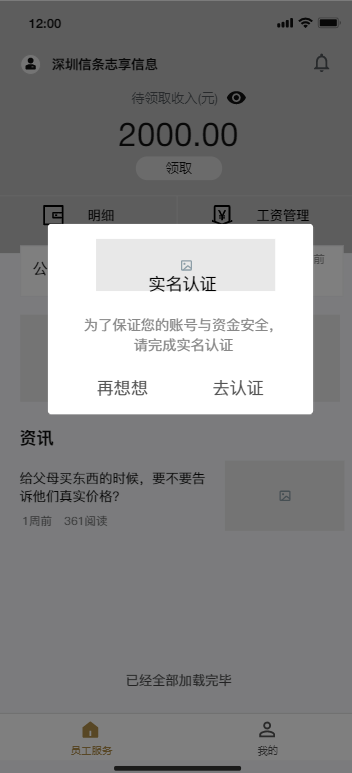 12:00
深圳信条志享信息
待领取收入(元)
2000.00
领取
明细
工资管理
公
前
实名认证
为了保证您的账号与资金安全，
请完成实名认证
再想想
去认证
资讯
给父母买东西的时候，要不要告
诉他们真实价格？
1周前 361阅读
已经全部加载完毕
员工服务
我的